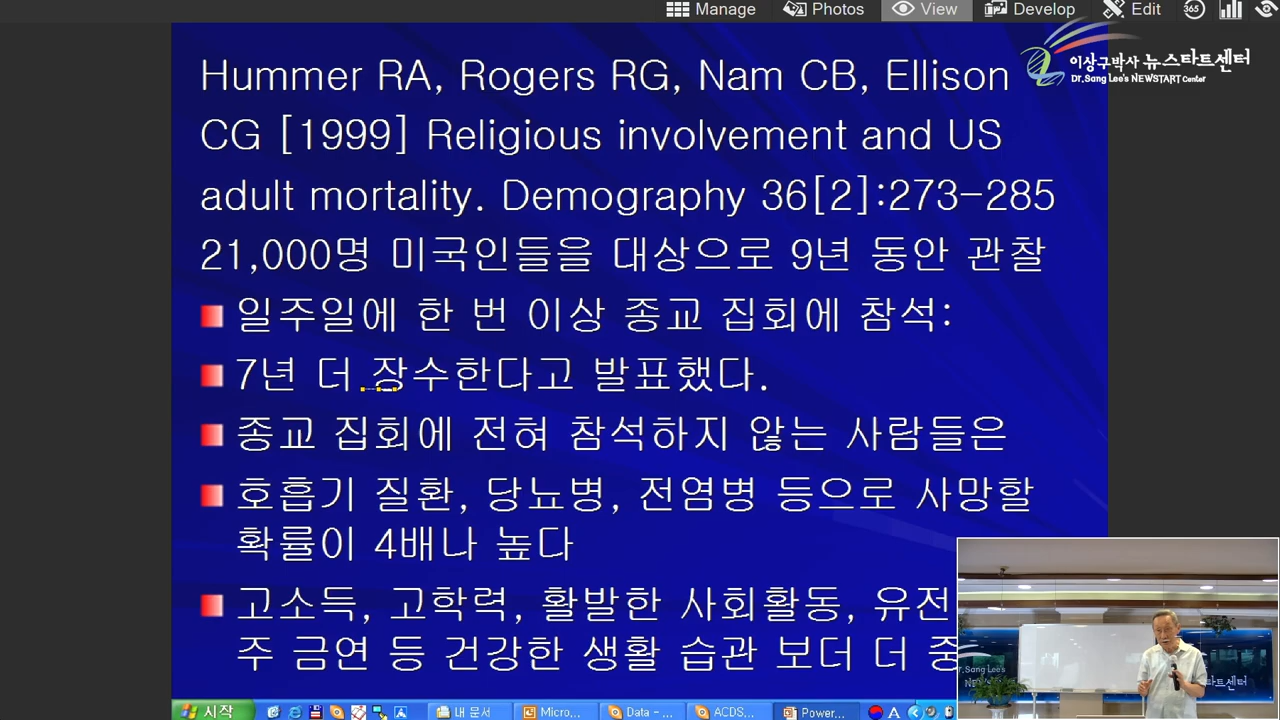 Manage Photos View Develop Edit 365
이상구박사 뉴스타트센터
Dr.Sang Lee's NEWSTART Center
Hummer RA, Rogers RG, Nam CB, Ellison
CG [1999] Religious involvement and US
adult mortality. Demography 36[2]:273-285
21,000명 미국인들을 대상으로 9년 동안 관찰
일주일에 한 번 이상 종교 집회에 참석:
7년 더 장수한다고 발표했다.
종교 집회에 전혀 참석하지 않는 사람들은
호흡기 질환, 당뇨병, 전염병 등으로 사망할
확률이 4배나 높다
고소득, 고학력, 활발한 사회활동, 유전
주 금연 등 건강한 생활 습관 보더 더 중
시작 내 문서 Micro,,, Data - ,,, ACDS,,, Power,,, A